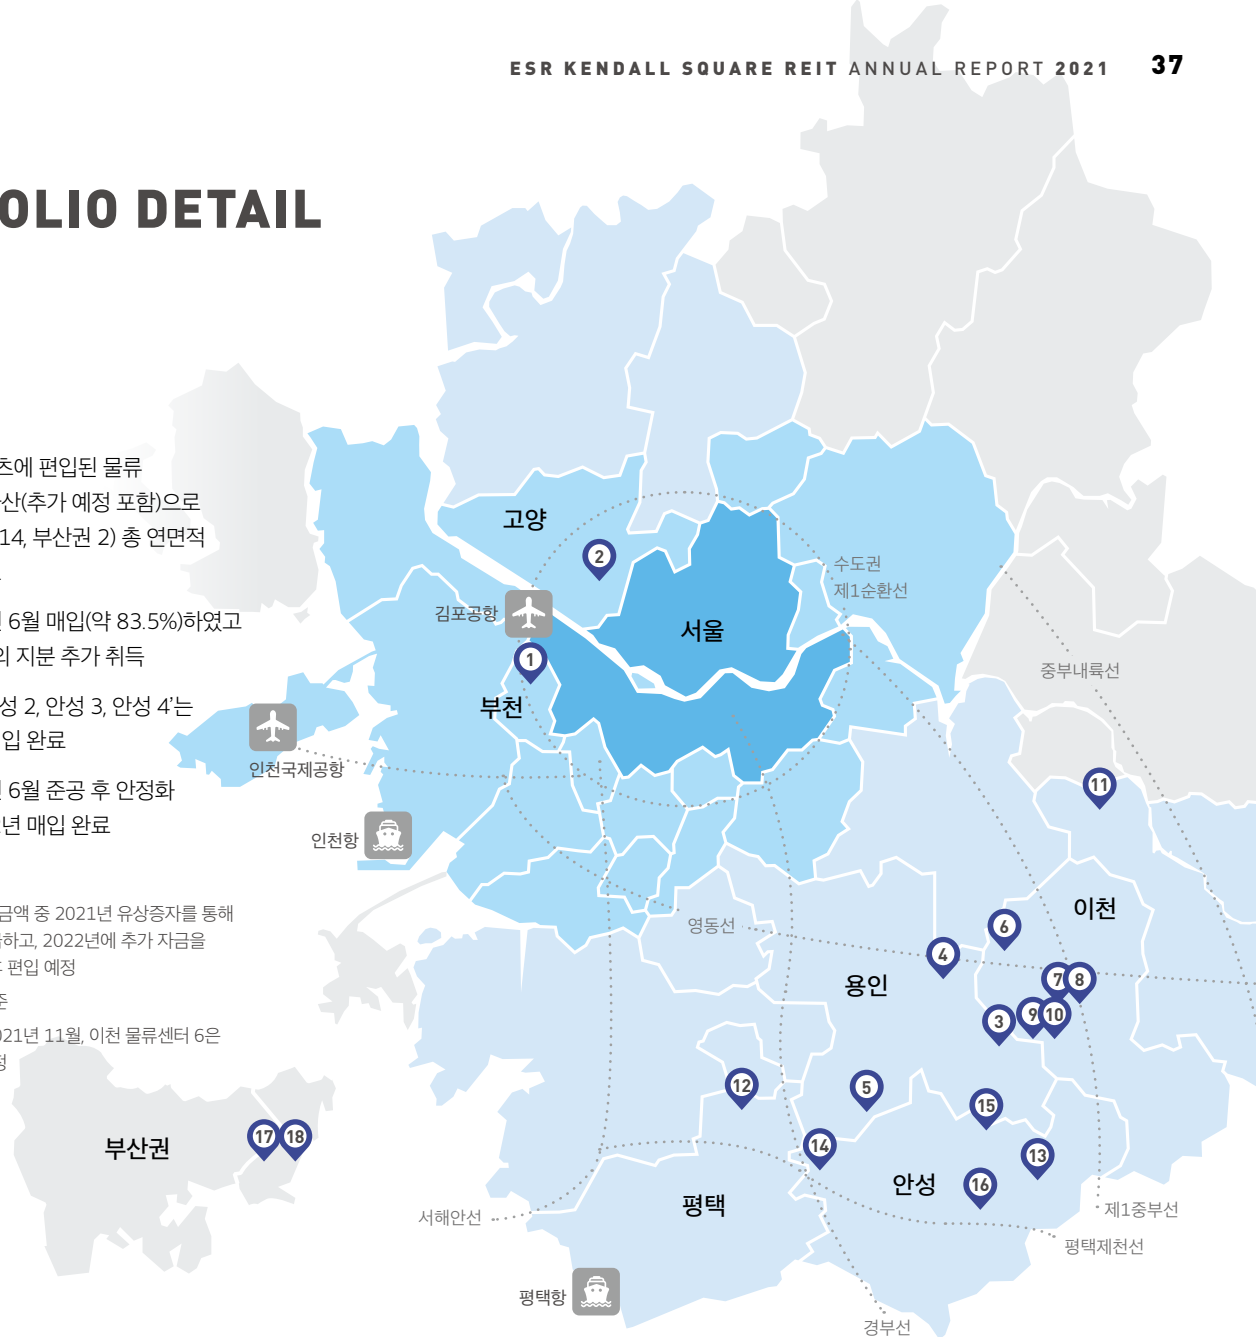 ESR KENDALL SQUARE REIT ANNUAL REPORT 2021 37
OLIO DETAIL
츠에 편입된 물류
산(추가 예정 포함)으로
14, 부산권 2) 총 연면적
6월 매입(약 83.5%)하였고
의 지분 추가 취득
성 2, 안성 3, 안성 4'는
입 완료
6월 준공 후 안정화
년 매입 완료
금액 중 2021년 유상증자를 통해
하고, 2022년에 추가 자금을
편입 예정
준
021년 11월, 이천 물류센터 6은
정
고양
2
수도권
제1순환선
김포공항
서울
1
부천
중부내륙선
인천국제공항
11
인천항
이천
영동선
6
4
용인
7
8
3
9
10
12
5
15
부산권
17
18
14
13
안성
16
평택
서해안선
제1중부선
평택제천선
평택항
경부선